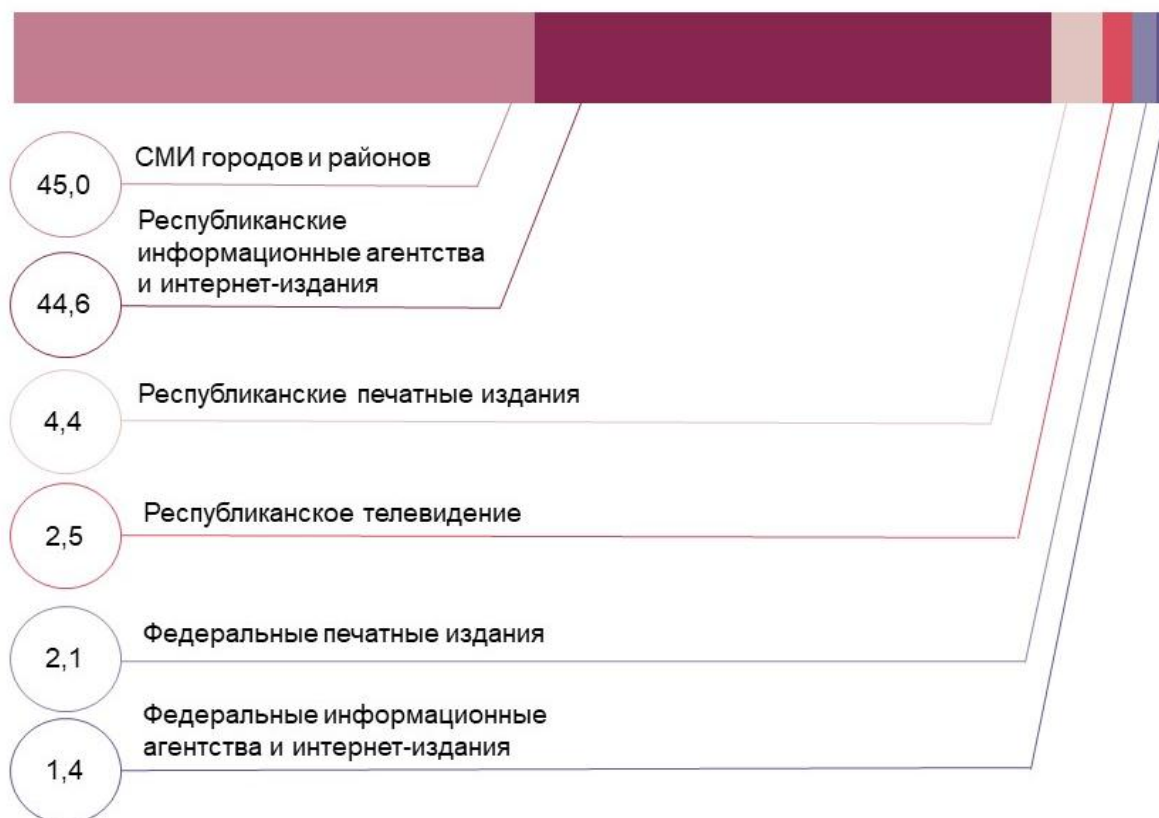 СМИ городов и районов
45,0
Республиканские
информационные агентства
и интернет-издания
44,6
Республиканские печатные издания
4,4
Республиканское телевидение
2,5
Федеральные печатные издания
2,1
Федеральные информационные
агентства и интернет-издания
1,4